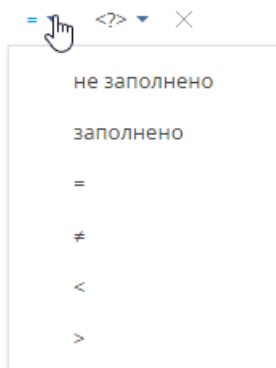 = <?>
не заполнено
заполнено
=
≠
<
>